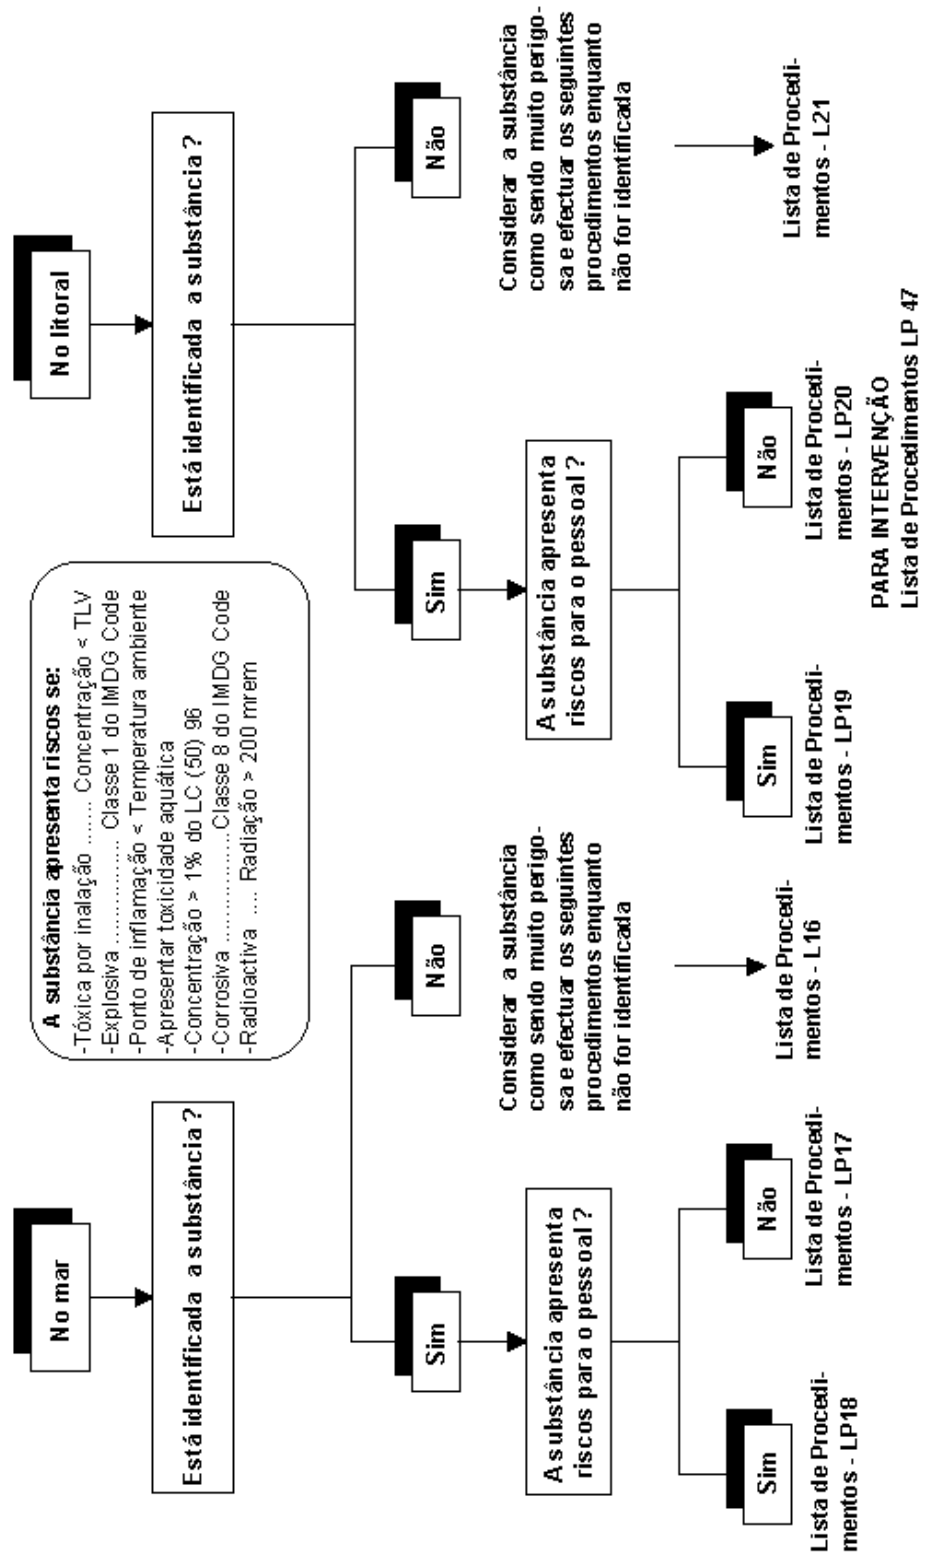 No mar
Está identificada a substância ?
Sim
Não
A substância apresenta
riscos para o pessoal ?
Considerar a substância
como sendo muito perigo-
sa e efectuar os seguintes
procedimentos enquanto
não for identificada
Sim
Não
Lista de Procedi-
mentos - LP18
Lista de Procedi-
mentos - LP17
Lista de Procedi-
mentos - L16
A substância apresenta riscos se:
-Tóxica por inalação ........ Concentração < TLV
-Explosiva ................ Classe 1 do IMDG Code
-Ponto de inflamação < Temperatura ambiente
-Apresentar toxicidade aquática
-Concentração > 1% do LC (50) 96
-Corrosiva ..................Classe 8 do IMDG Code
-Radioactiva .... Radiação > 200 mrem
No litoral
Está identificada a substância ?
Sim
Não
A substância apresenta
riscos para o pessoal ?
Considerar a substância
como sendo muito perigo-
sa e efectuar os seguintes
procedimentos enquanto
não for identificada
Sim
Não
Lista de Procedi-
mentos - LP19
Lista de Procedi-
mentos - LP20
Lista de Procedi-
mentos - L21
PARA INTERVENÇÃO
Lista de Procedimentos LP 47